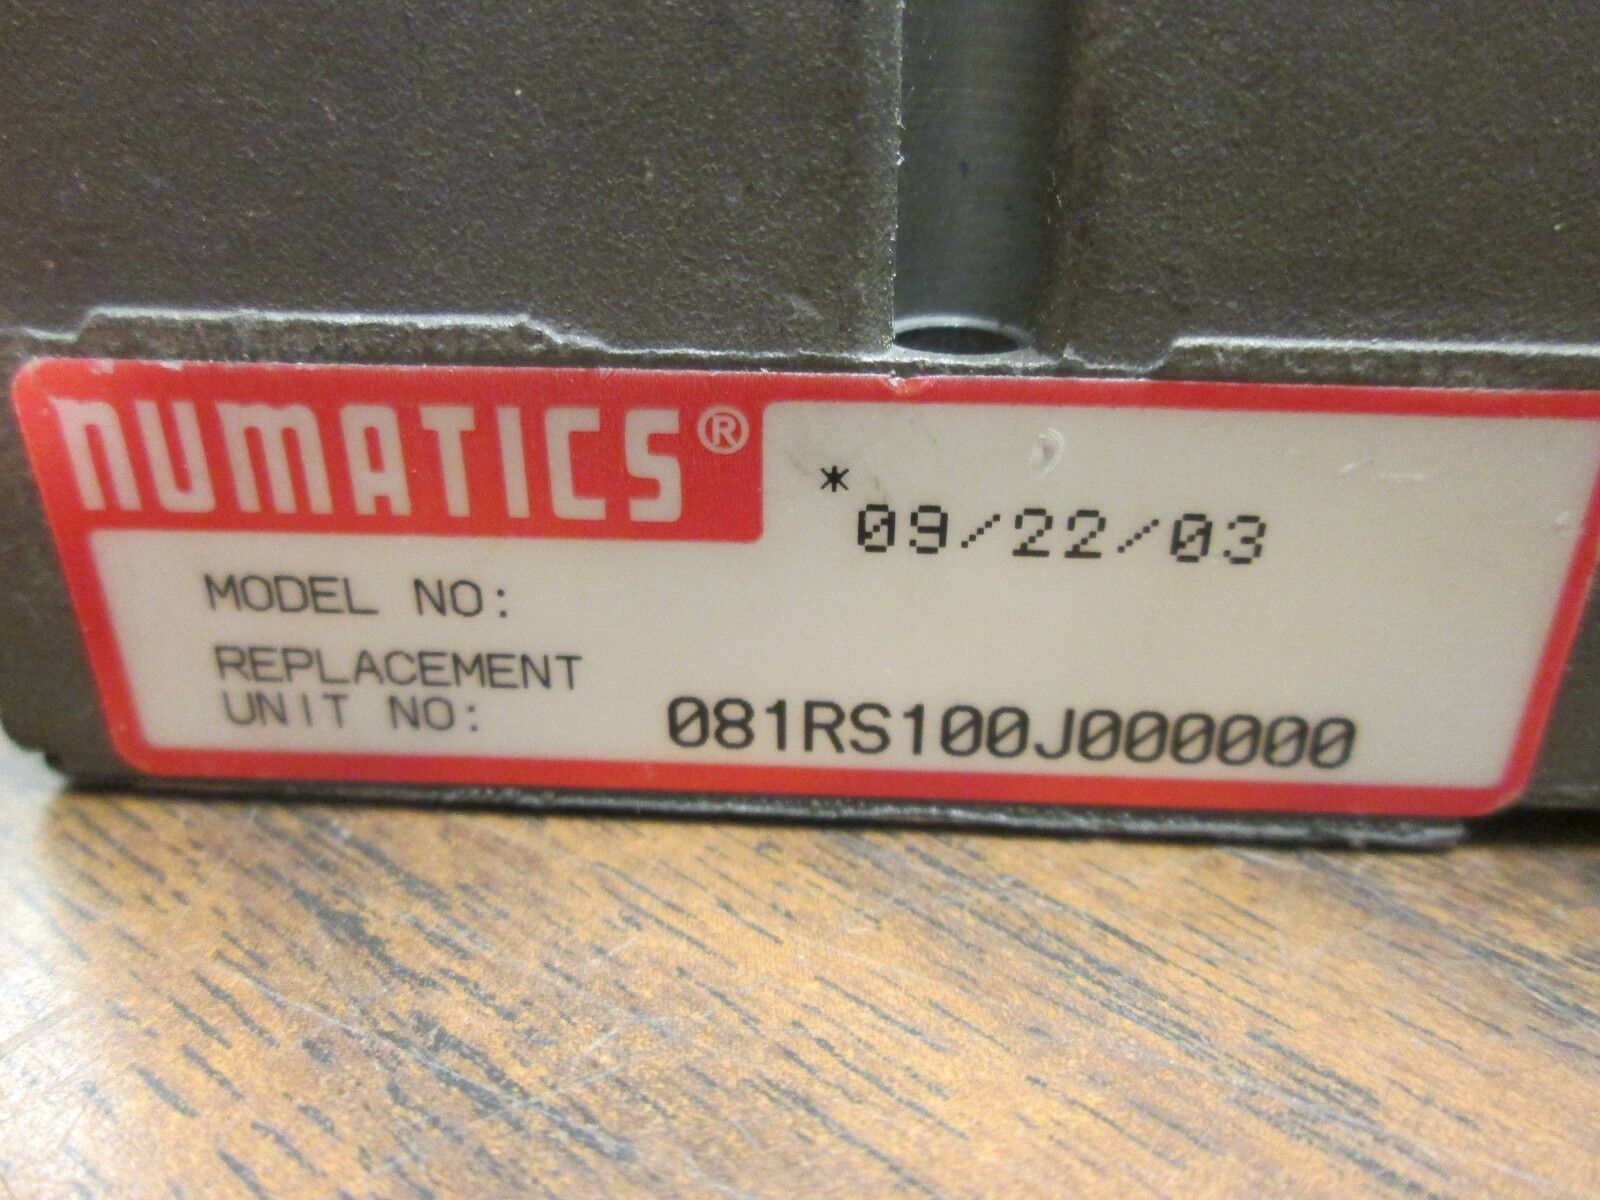 NUMATICS®
*
09/22/03
MODEL NO:
REPLACEMENT
UNIT NO: 081RS100J000000